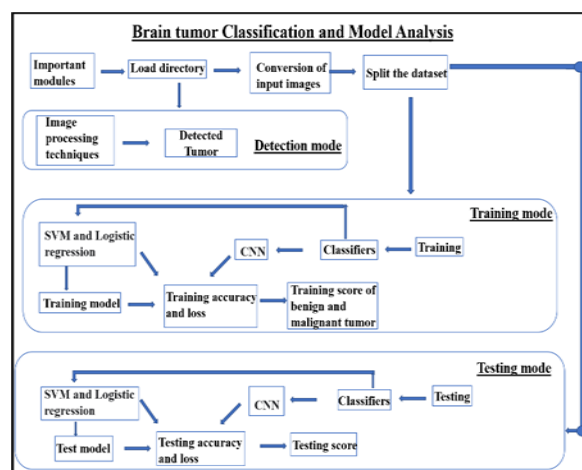 Brain tumor Classification and Model Analysis
Important
modules
Load directory
Conversion of
input images
Split the dataset
Image
processing
techniques
Detected
Tumor
Detection mode
Training mode
SVM and Logistic
regression
CNN
Classifiers
Training
Training model
Training accuracy
and loss
Training score of
benign and
malignant tumor
Testing mode
SVM and Logistic
regression
CNN
Classifiers
Testing
Test model
Testing accuracy
and loss
Testing score